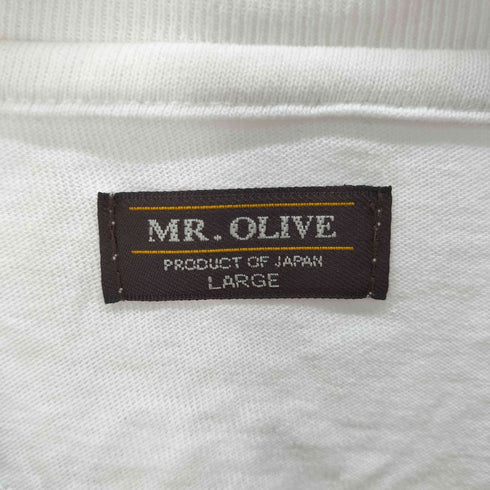 MR. OLIVE
PRODUCT OF JAPAN
LARGE